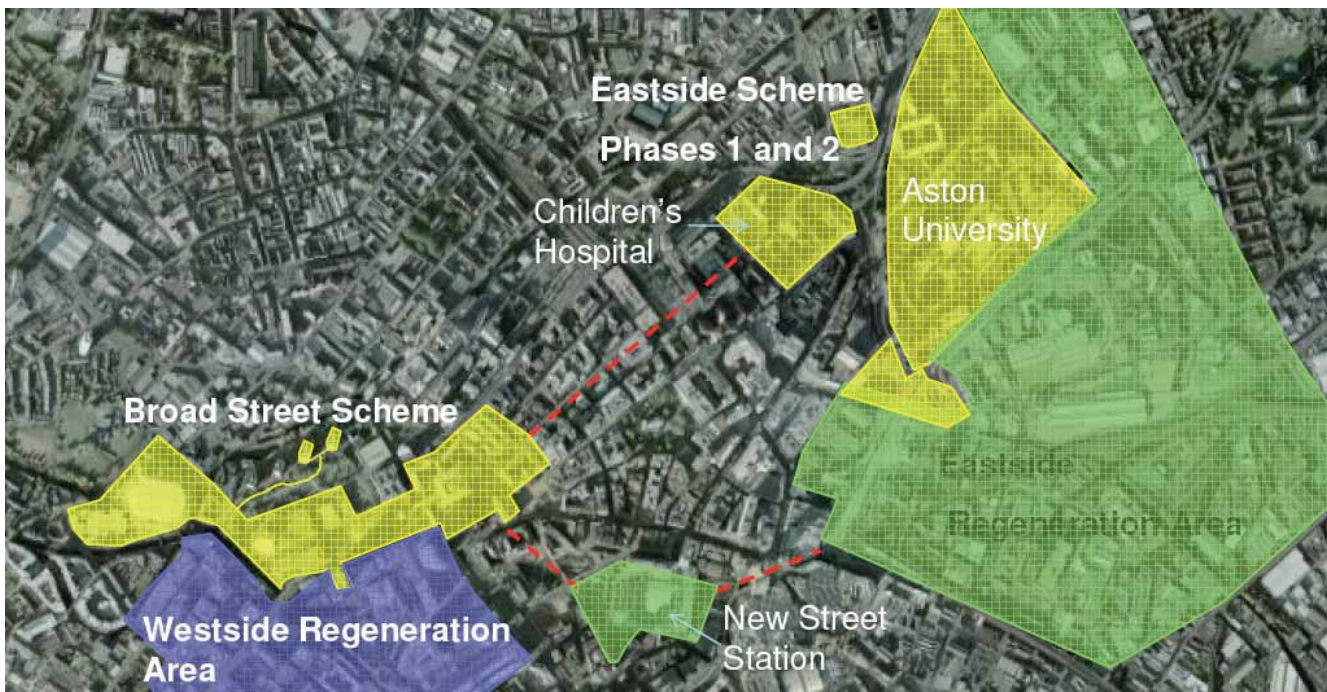 Eastside Scheme
Phases 1 and 2
Children's
Hospital
Aston
University
Broad Street Scheme
Eastside
Regeneration Area
Westside Regeneration
Area
New Street
Station